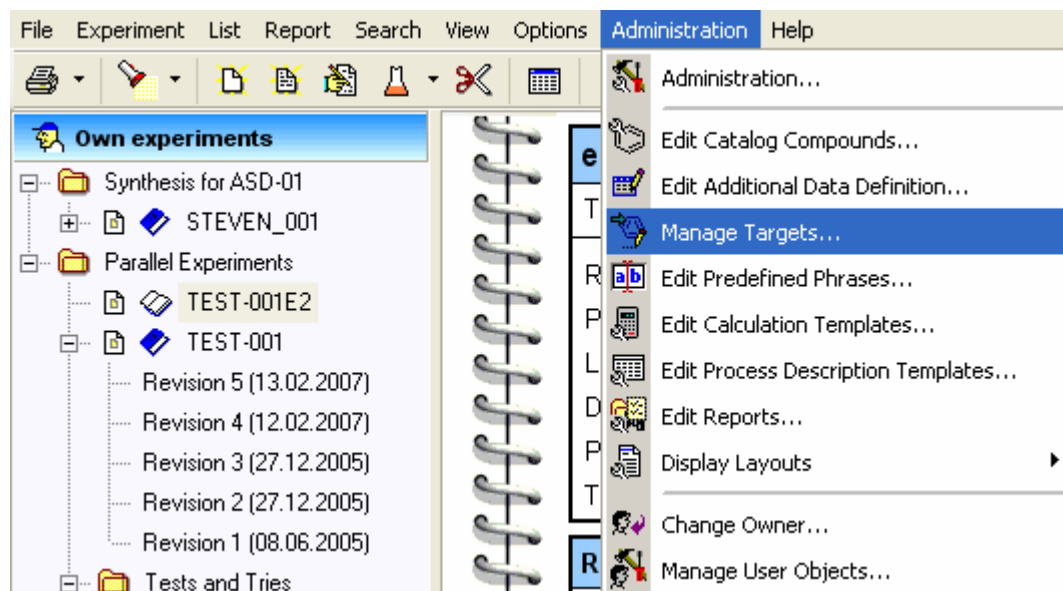 File Experiment List Report Search View Options Administration Help
Own experiments
Synthesis for ASD-01
STEVEN_001
Parallel Experiments
TEST-001E2
TEST-001
Revision 5 (13.02.2007)
Revision 4 (12.02.2007)
Revision 3 (27.12.2005)
Revision 2 (27.12.2005)
Revision 1 (08.06.2005)
Tests and Tries
e
T
R
P
L
D
P
T
R
Administration...
Edit Catalog Compounds...
Edit Additional Data Definition...
Manage Targets...
a b Edit Predefined Phrases...
Edit Calculation Templates...
Edit Process Description Templates...
Edit Reports...
Display Layouts
Change Owner...
Manage User Objects...